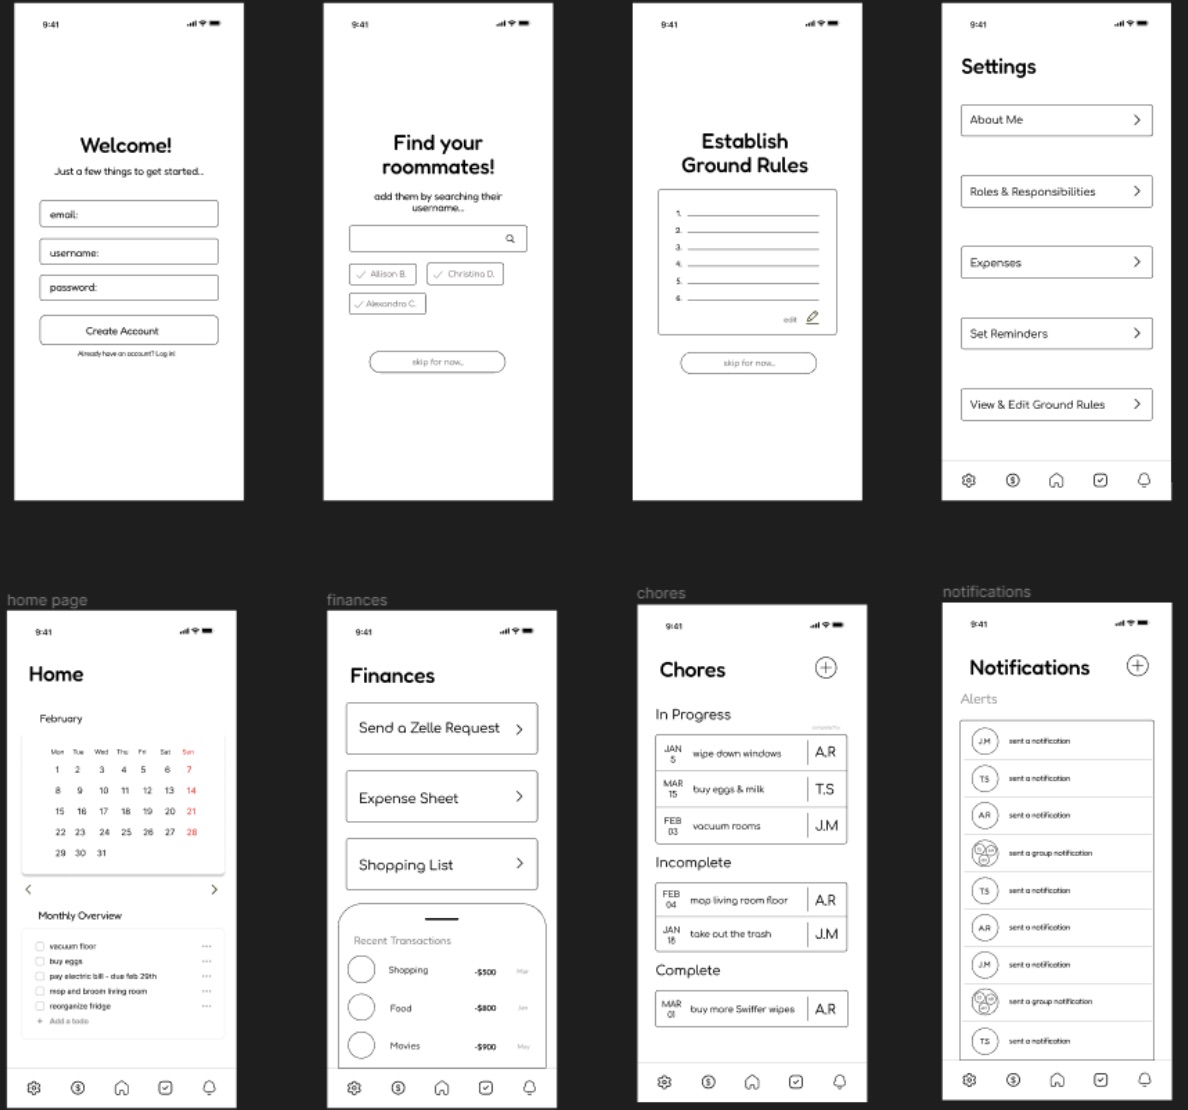 9:41
Welcome!
Just a few things to get started...
email:
username:
password:
Create Account
Already have an account? Log in!
9:41
Find your
roommates!
add them by searching their
username...
Allison B.
Christina D.
Alexandra C.
skip for now...
9:41
Establish
Ground Rules
1.
2.
3.
4.
5.
6.
edit
skip for now...
9:41
Settings
About Me
Roles & Responsibilities
Expenses
Set Reminders
View & Edit Ground Rules
home page
9:41
Home
February
Mon Tue Wed Thu Fri Sat Sun
1 2 3 4 5 6 7
8 9 10 11 12 13 14
15 16 17 18 19 20 21
22 23 24 25 26 27 28
29 30 31
Monthly Overview
vacuum floor
buy eggs
pay electric bill - due feb 29th
mop and broom living room
reorganize fridge
+ Add a todo
finances
9:41
Finances
Send a Zelle Request
Expense Sheet
Shopping List
Recent Transactions
Shopping -$500 Mar
Food -$800 Jan
Movies -$900 May
chores
9:41
Chores
In Progress
JAN 5 wipe down windows A.R
MAR 15 buy eggs & milk T.S
FEB 03 vacuum rooms J.M
Incomplete
FEB 04 mop living room floor A.R
JAN 18 take out the trash J.M
Complete
MAR 01 buy more Swiffer wipes A.R
notifications
9:41
Notifications
Alerts
J.M sent a notification
T.S sent a notification
A.R sent a notification
sent a group notification
T.S sent a notification
A.R sent a notification
J.M sent a notification
sent a group notification
T.S sent a notification